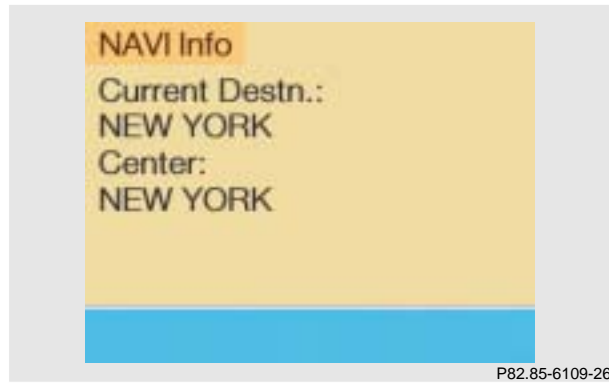 NAVI Info
Current Destn.:
NEW YORK
Center:
NEW YORK
P82.85-6109-26